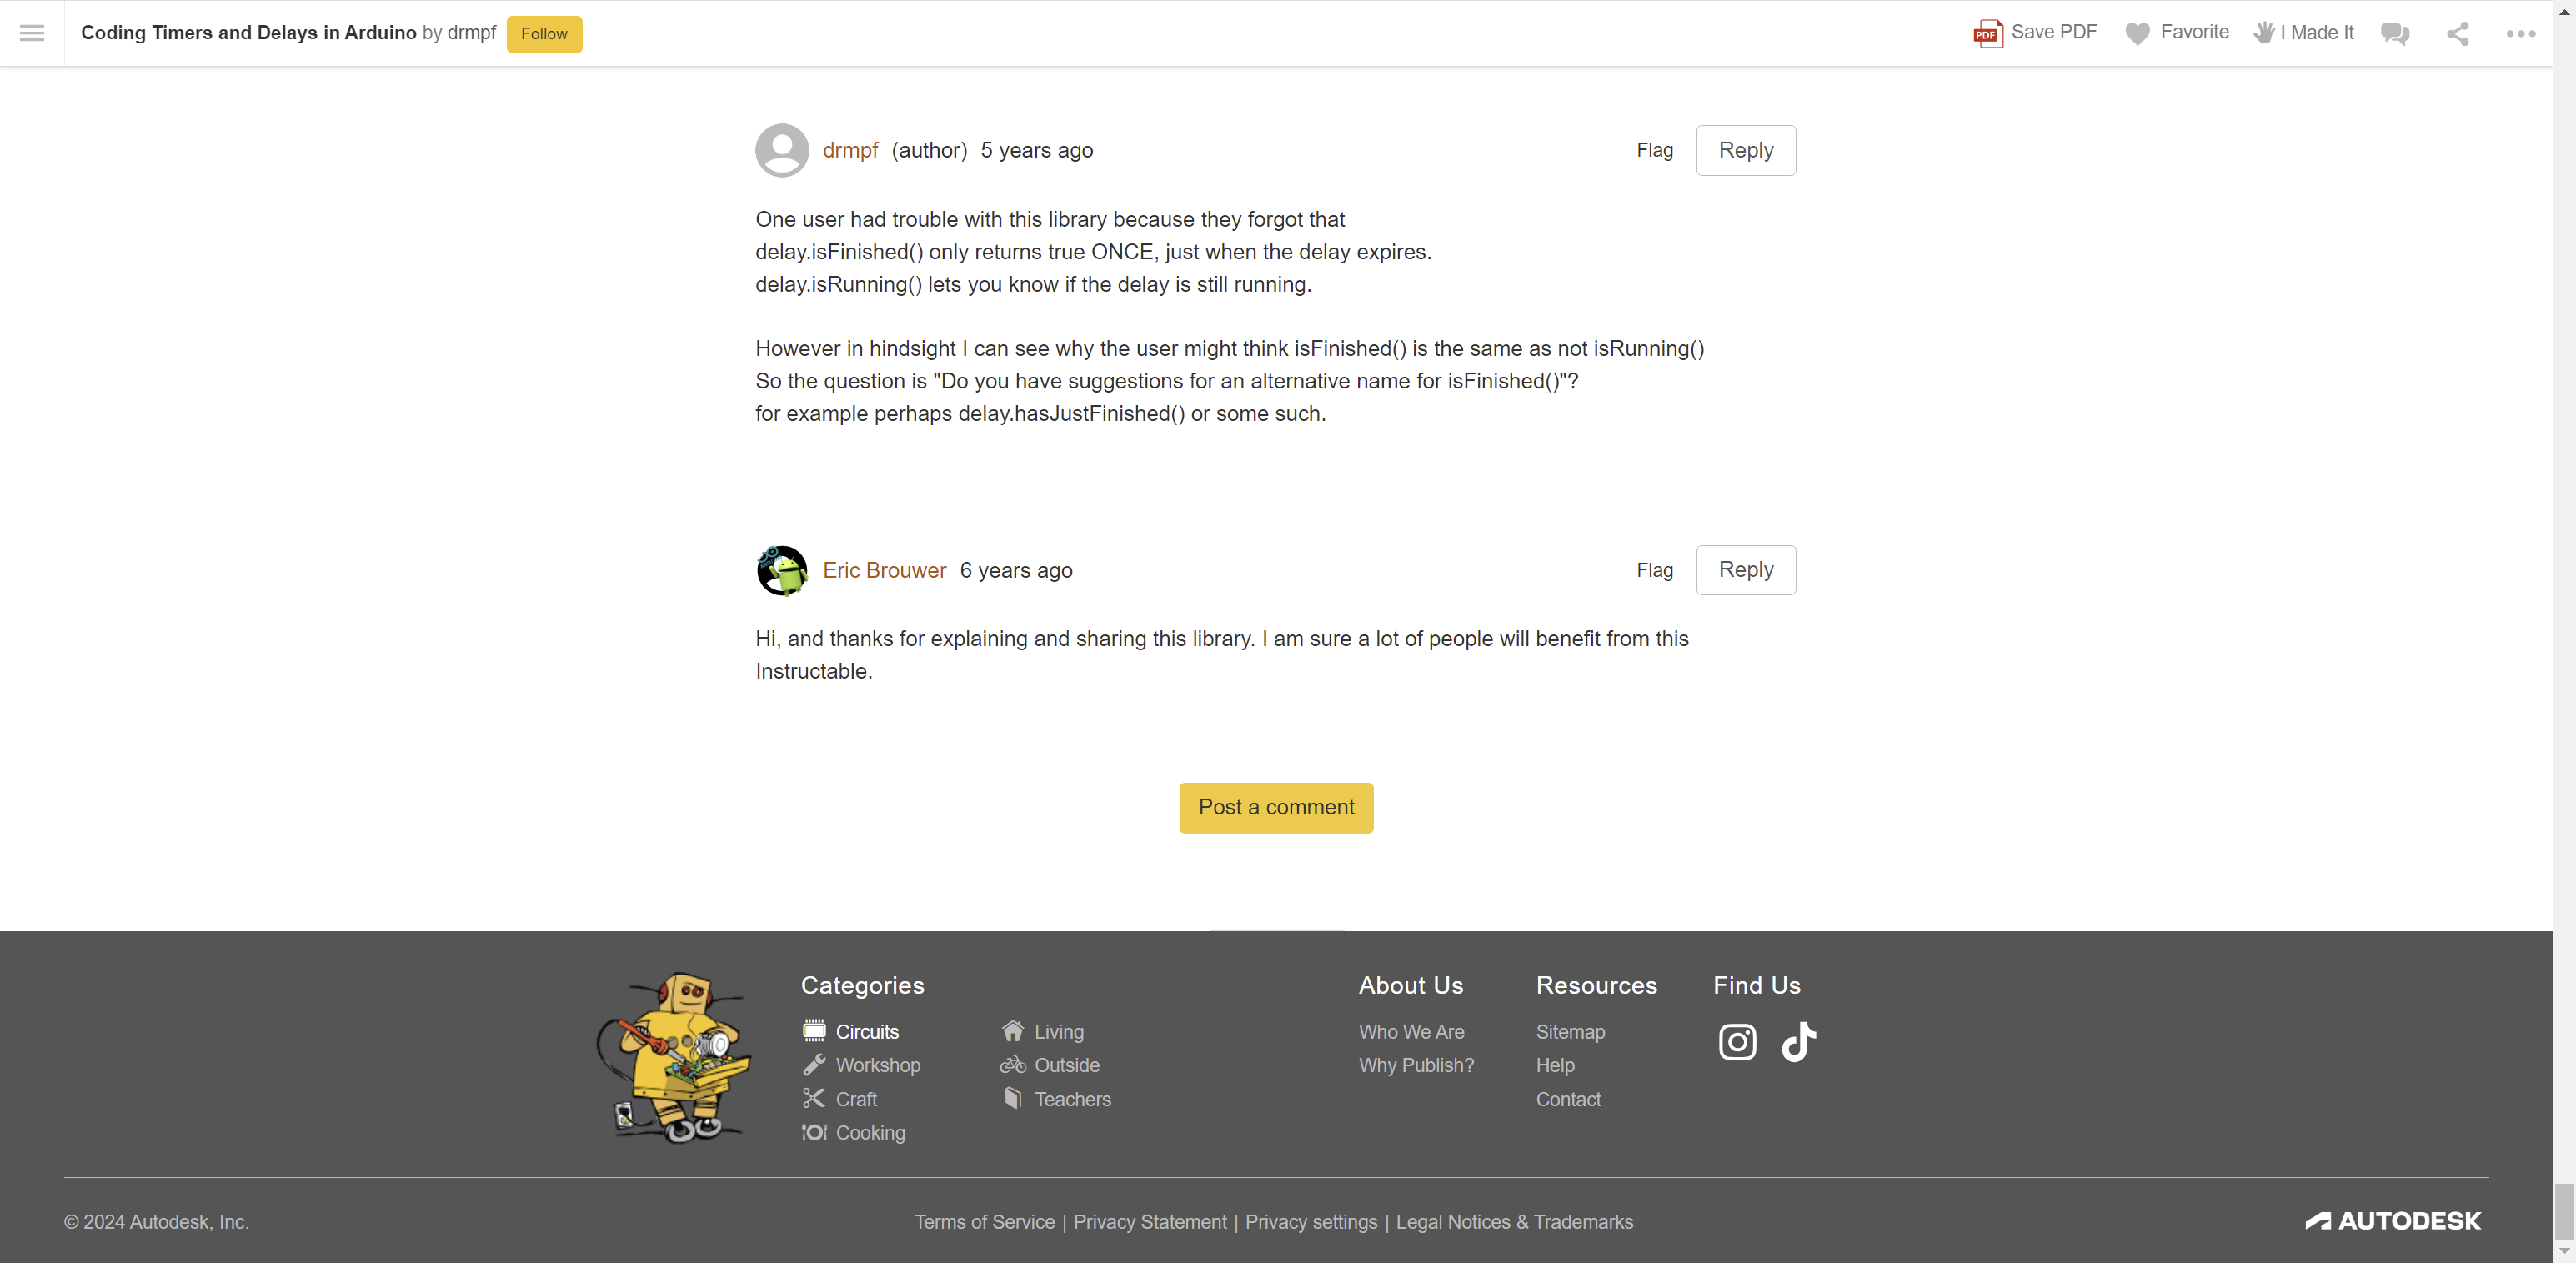 Coding Timers and Delays in Arduino by drmpf Follow
PDF Save PDF Favorite I Made It
drmpf (author) 5 years ago Flag Reply
One user had trouble with this library because they forgot that
delay.isFinished() only returns true ONCE, just when the delay expires.
delay.isRunning() lets you know if the delay is still running.
However in hindsight I can see why the user might think isFinished() is the same as not isRunning()
So the question is "Do you have suggestions for an alternative name for isFinished()"?
for example perhaps delay.hasJustFinished() or some such.
Eric Brouwer 6 years ago Flag Reply
Hi, and thanks for explaining and sharing this library. I am sure a lot of people will benefit from this
Instructable.
Post a comment
Categories
Circuits
Workshop
Craft
Cooking
Living
Outside
Teachers
About Us
Who We Are
Why Publish?
Resources
Sitemap
Help
Contact
Find Us
© 2024 Autodesk, Inc.
Terms of Service | Privacy Statement | Privacy settings | Legal Notices & Trademarks
AUTODESK